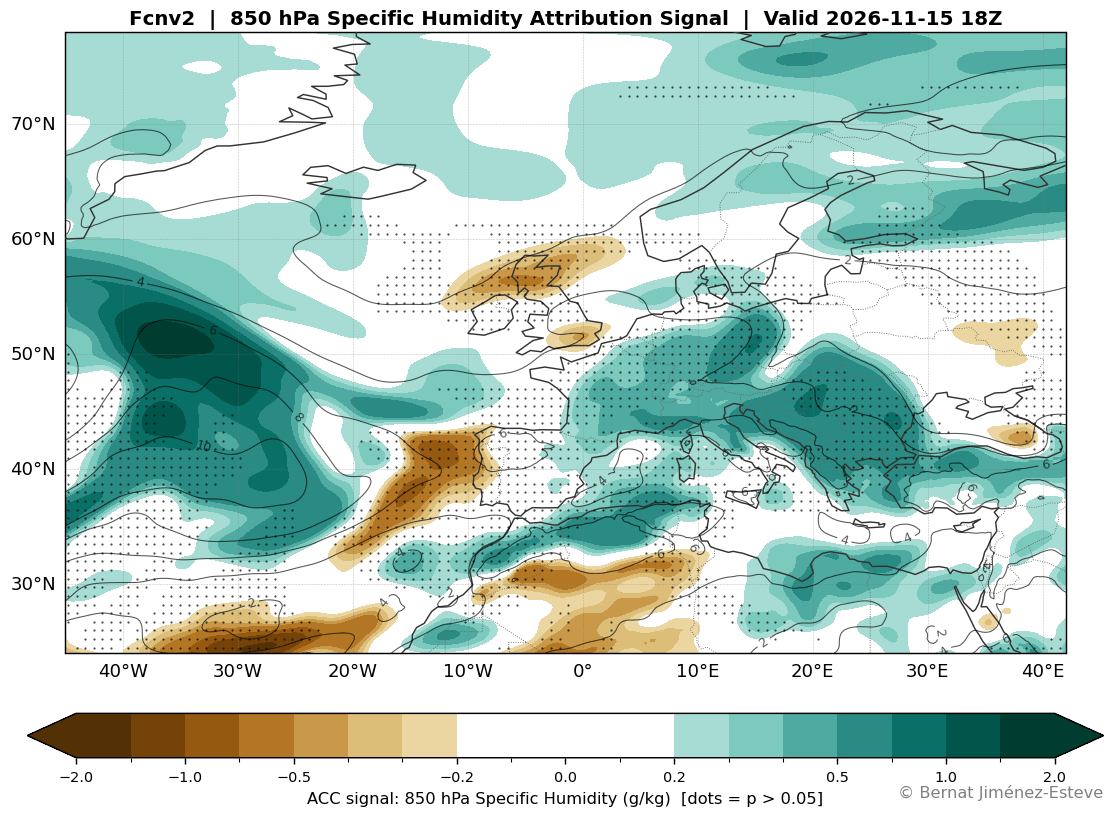 Fcnv2 | 850 hPa Specific Humidity Attribution Signal | Valid 2026-11-15 18Z
70°N
60°N
50°N
40°N
30°N
40°W
30°W
20°W
10°W
0°
10°E
20°E
30°E
40°E
−2.0
−1.0
−0.5
−0.2
0.0
0.2
0.5
1.0
2.0
ACC signal: 850 hPa Specific Humidity (g/kg) [dots = p > 0.05]
© Bernat Jiménez-Esteve